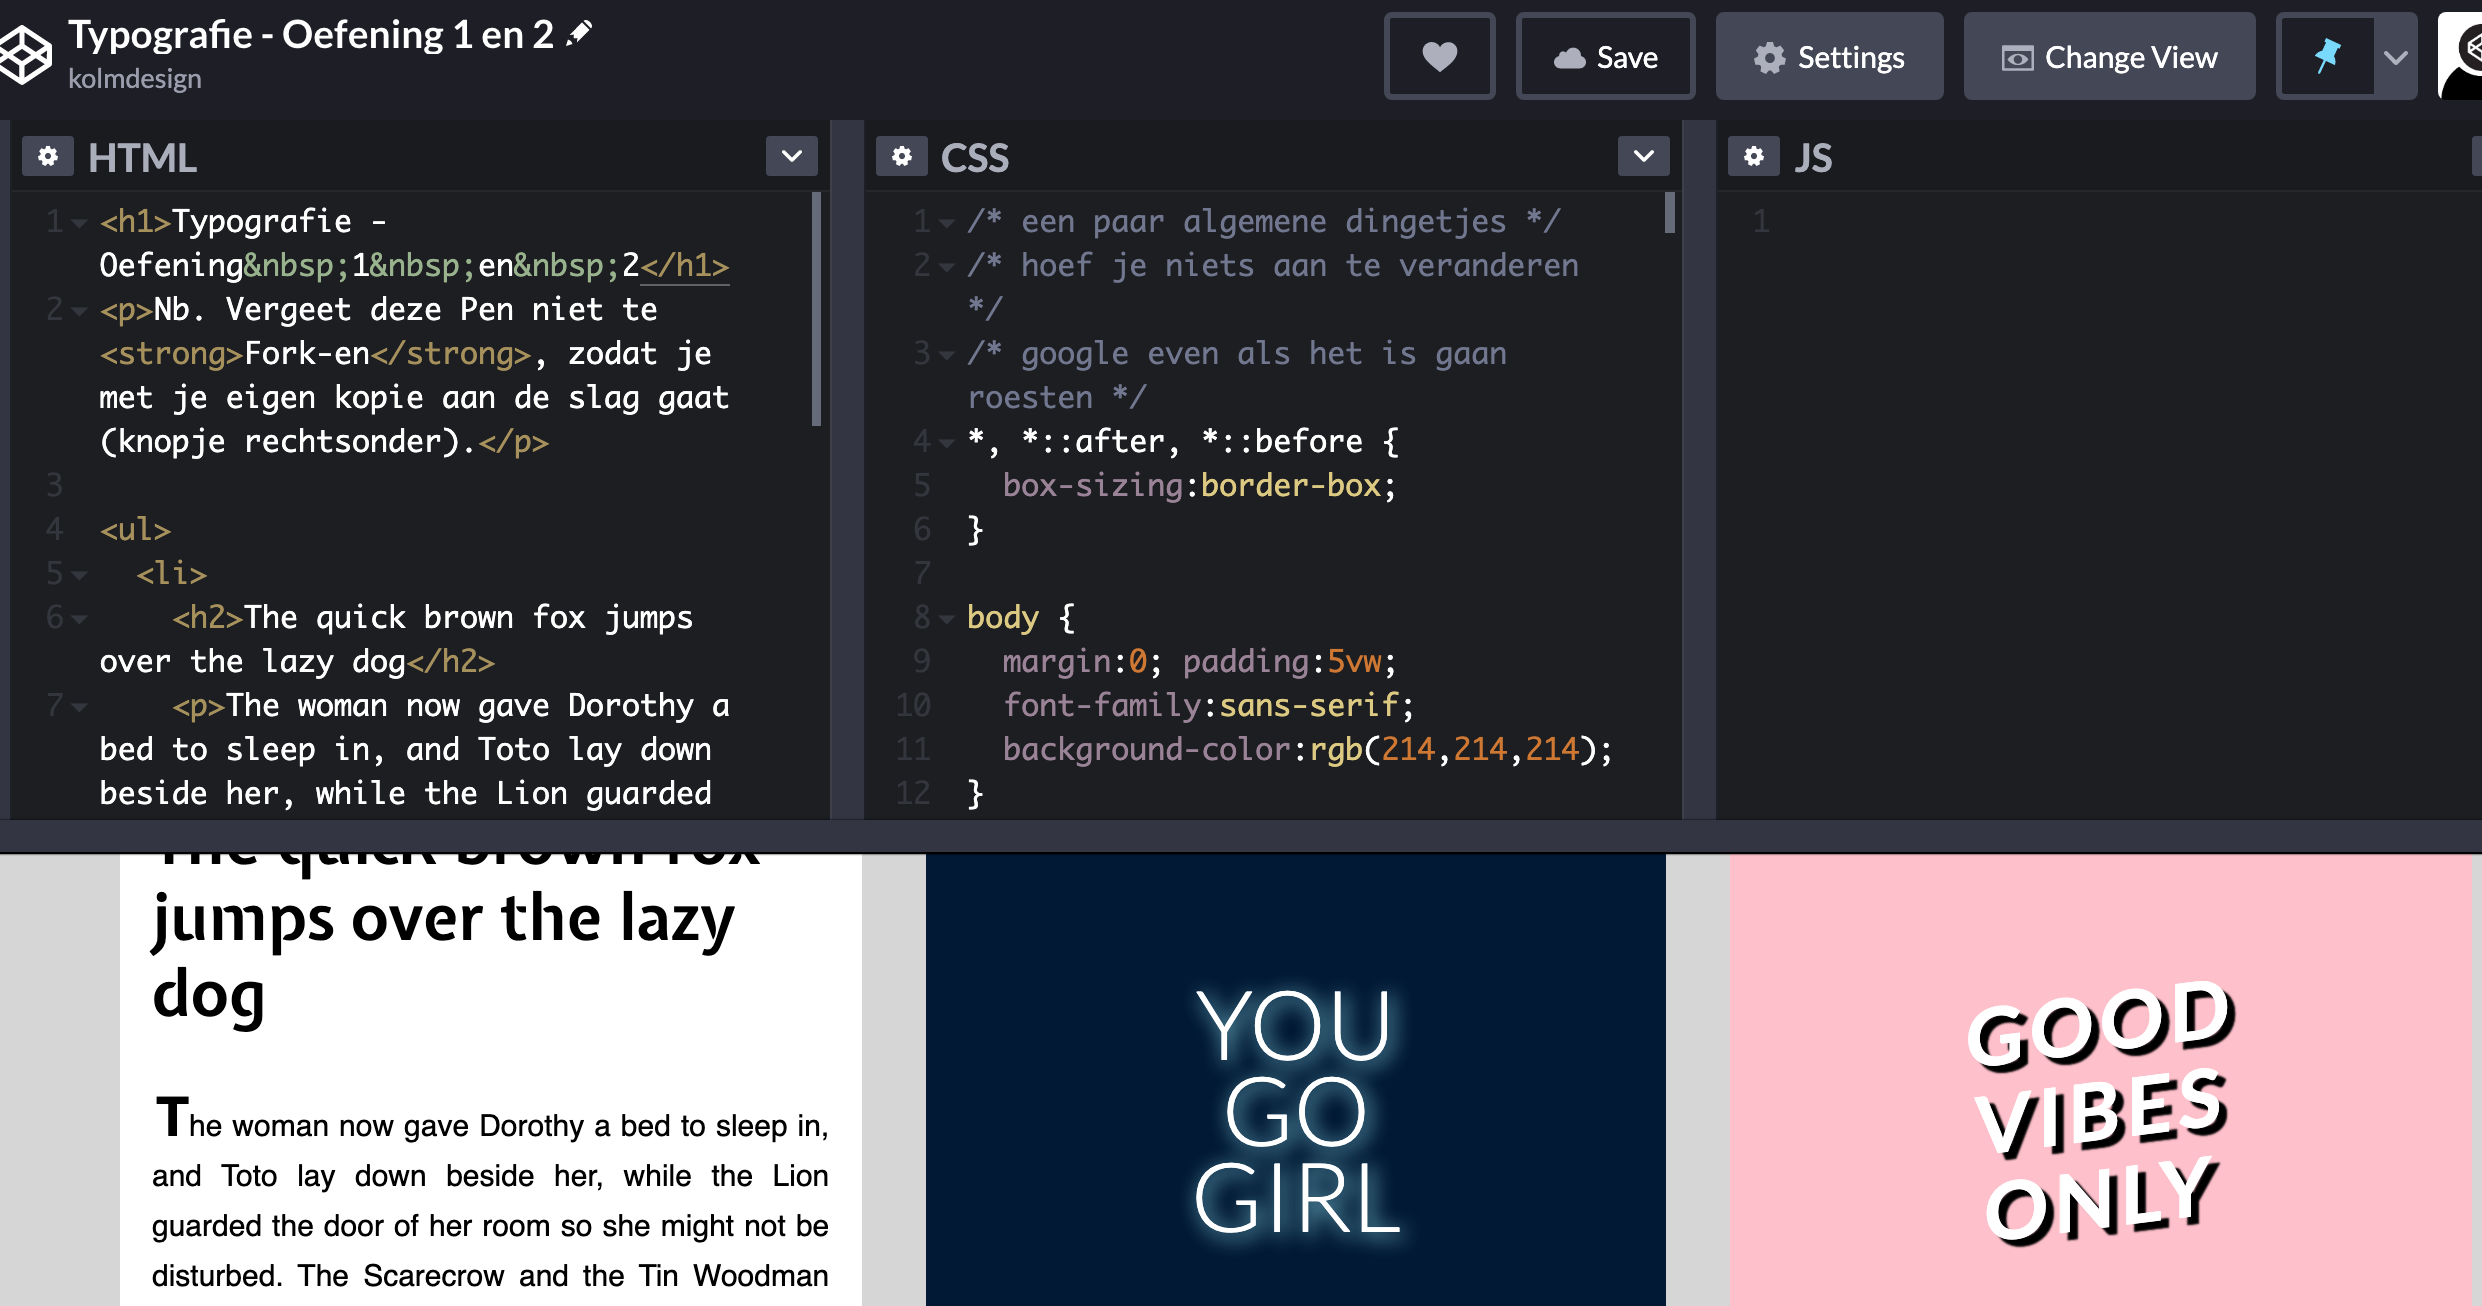 Typografie - Oefening 1 en 2
kolmdesign
Save
Settings
Change View
HTML
1 <h1>Typografie -
Oefening&nbsp;1&nbsp;en&nbsp;2</h1>
2 <p>Nb. Vergeet deze Pen niet te
<strong>Fork-en</strong>, zodat je
met je eigen kopie aan de slag gaat
(knopje rechtsonder).</p>
3
4 <ul>
5 <li>
6 <h2>The quick brown fox jumps
over the lazy dog</h2>
7 <p>The woman now gave Dorothy a
bed to sleep in, and Toto lay down
beside her, while the Lion guarded
CSS
1 /* een paar algemene dingetjes */
2 /* hoef je niets aan te veranderen
*/
3 /* google even als het is gaan
roesten */
4 *, *::after, *::before {
5 box-sizing:border-box;
6 }
7
8 body {
9 margin:0; padding:5vw;
10 font-family:sans-serif;
11 background-color:rgb(214,214,214);
12 }
JS
1
The quick brown fox
jumps over the lazy
dog
The woman now gave Dorothy a bed to sleep in,
and Toto lay down beside her, while the Lion
guarded the door of her room so she might not be
disturbed. The Scarecrow and the Tin Woodman
YOU
GO
GIRL
GOOD
VIBES
ONLY